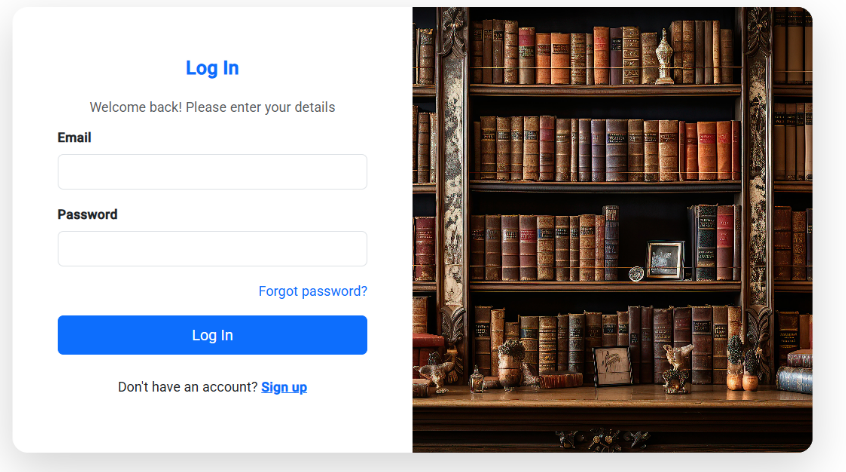 Log In
Welcome back! Please enter your details
Email
Password
Forgot password?
Log In
Don't have an account? Sign up